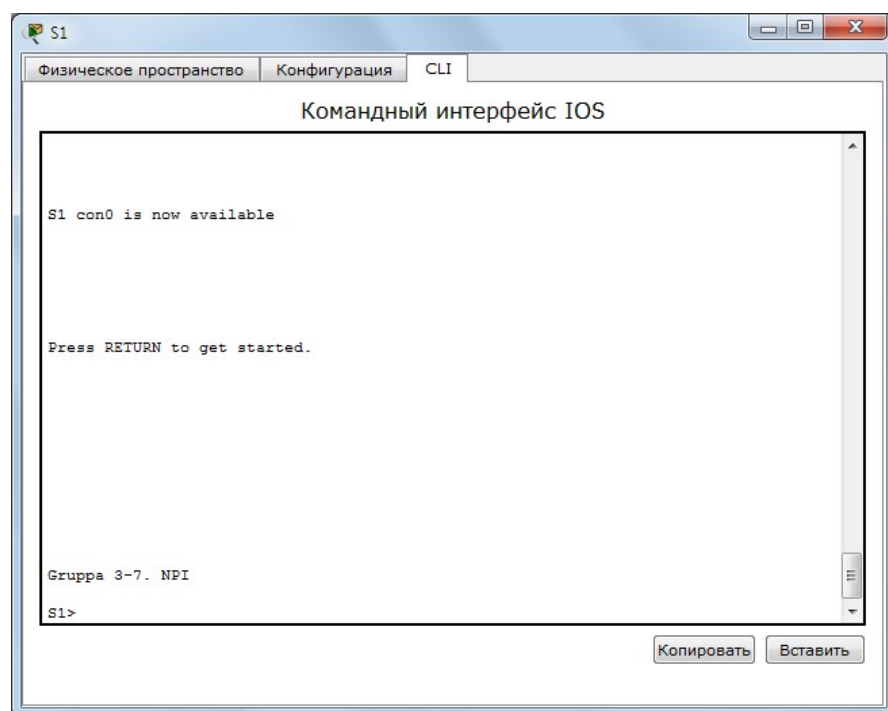 S1
Физическое пространство Конфигурация CLI
Командный интерфейс IOS
S1 con0 is now available
Press RETURN to get started.
Gruppa 3-7. NPI
S1>
Копировать Вставить